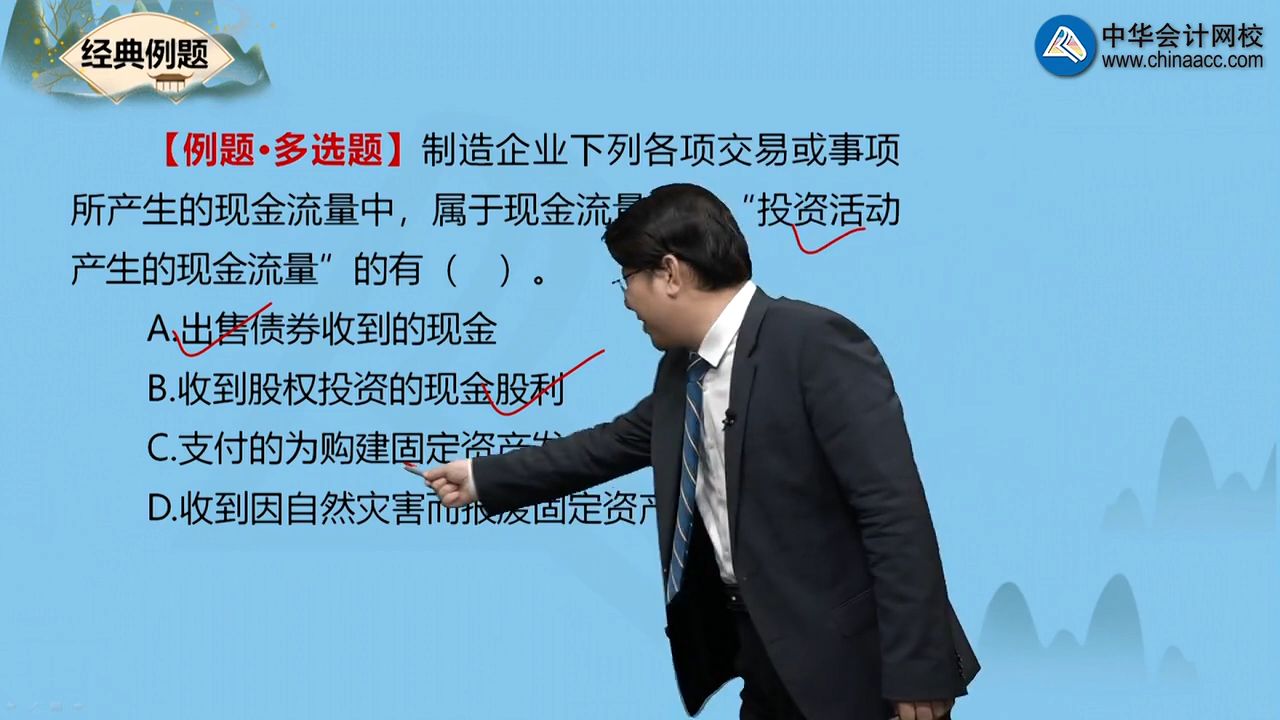 经典例题
中华会计网校
www.chinaacc.com
【例题•多选题】制造企业下列各项交易或事项
所产生的现金流量中，属于现金流量 “投资活动
产生的现金流量”的有（ ）。
A.出售债券收到的现金
B.收到股权投资的现金股利
C.支付的为购建固定资产发
D.收到因自然灾害而报废固定资产